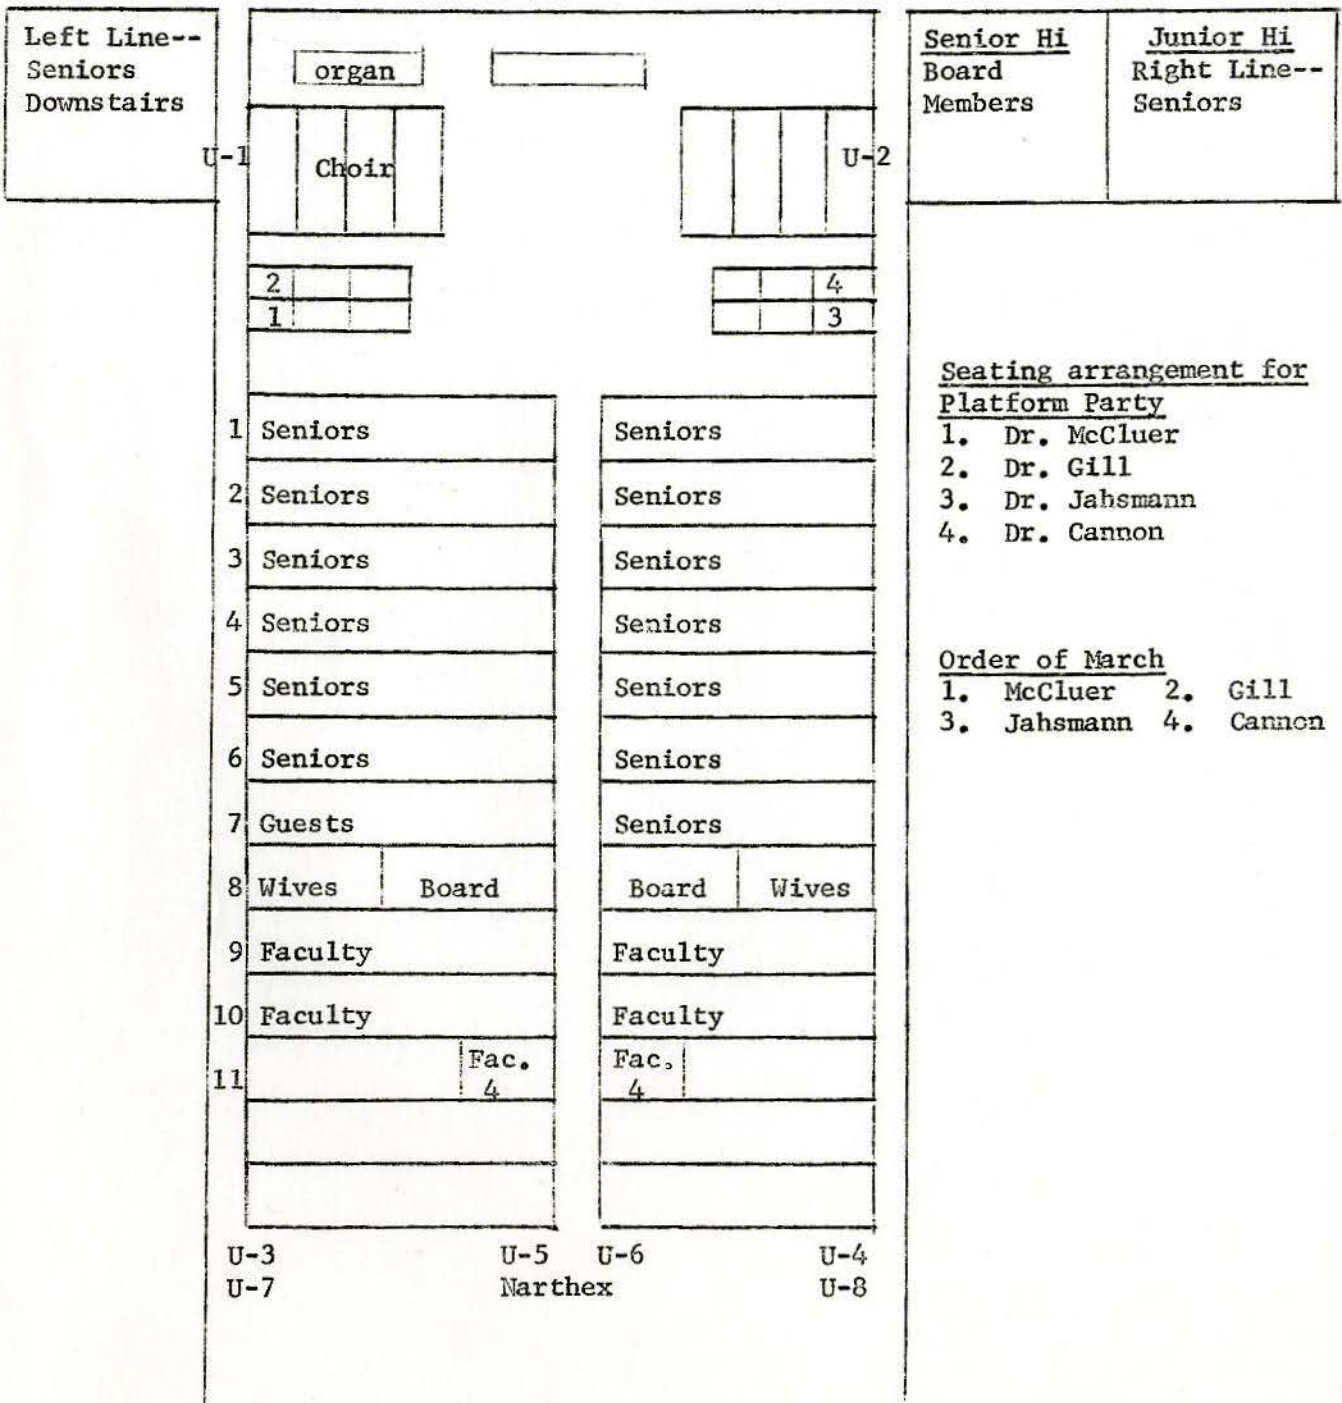 Left Line--
Seniors
Downstairs
organ
Senior Hi
Board
Members
Junior Hi
Right Line--
Seniors
U-1
Choir
U-2
2
1
4
3
Seating arrangement for
Platform Party
1. Dr. McCluer
2. Dr. Gill
3. Dr. Jahsmann
4. Dr. Cannon
Order of March
1. McCluer 2. Gill
3. Jahsmann 4. Cannon
1 Seniors Seniors
2 Seniors Seniors
3 Seniors Seniors
4 Seniors Seniors
5 Seniors Seniors
6 Seniors Seniors
7 Guests Seniors
8 Wives Board Board Wives
9 Faculty Faculty
10 Faculty Faculty
11 Fac. 4 Fac. 4
U-3 U-5 U-6 U-4
U-7 Narthex U-8